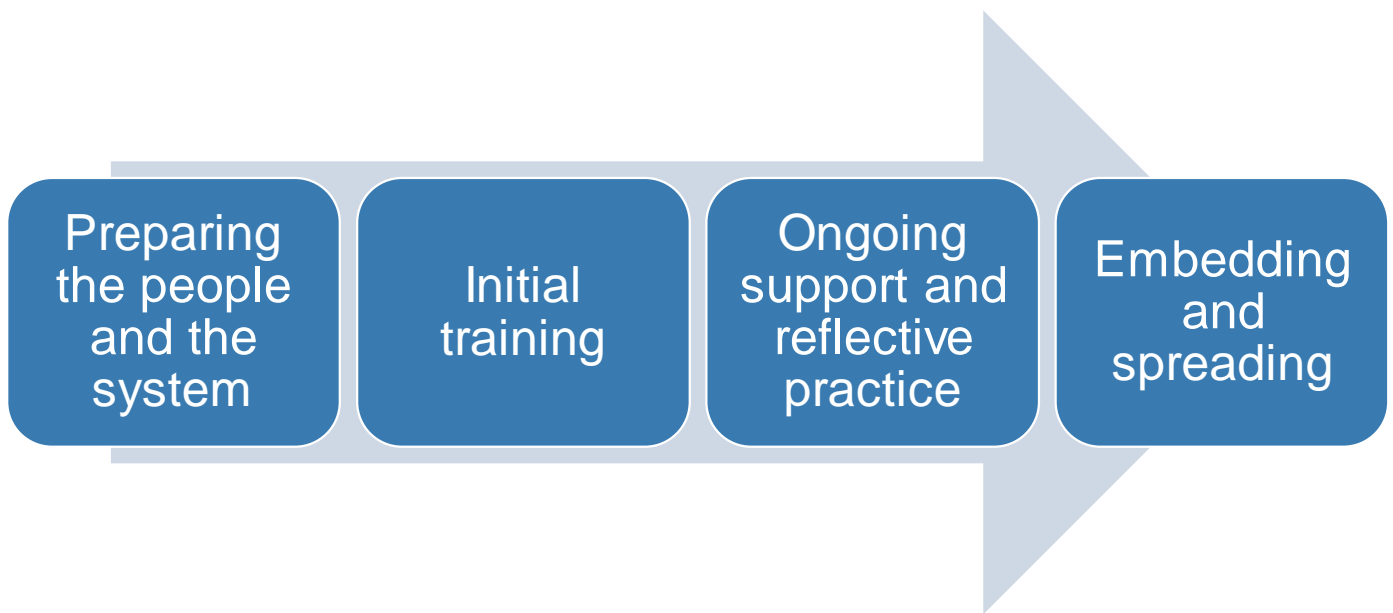 Preparing
the people
and the
system
Initial
training
Ongoing
support and
reflective
practice
Embedding
and
spreading